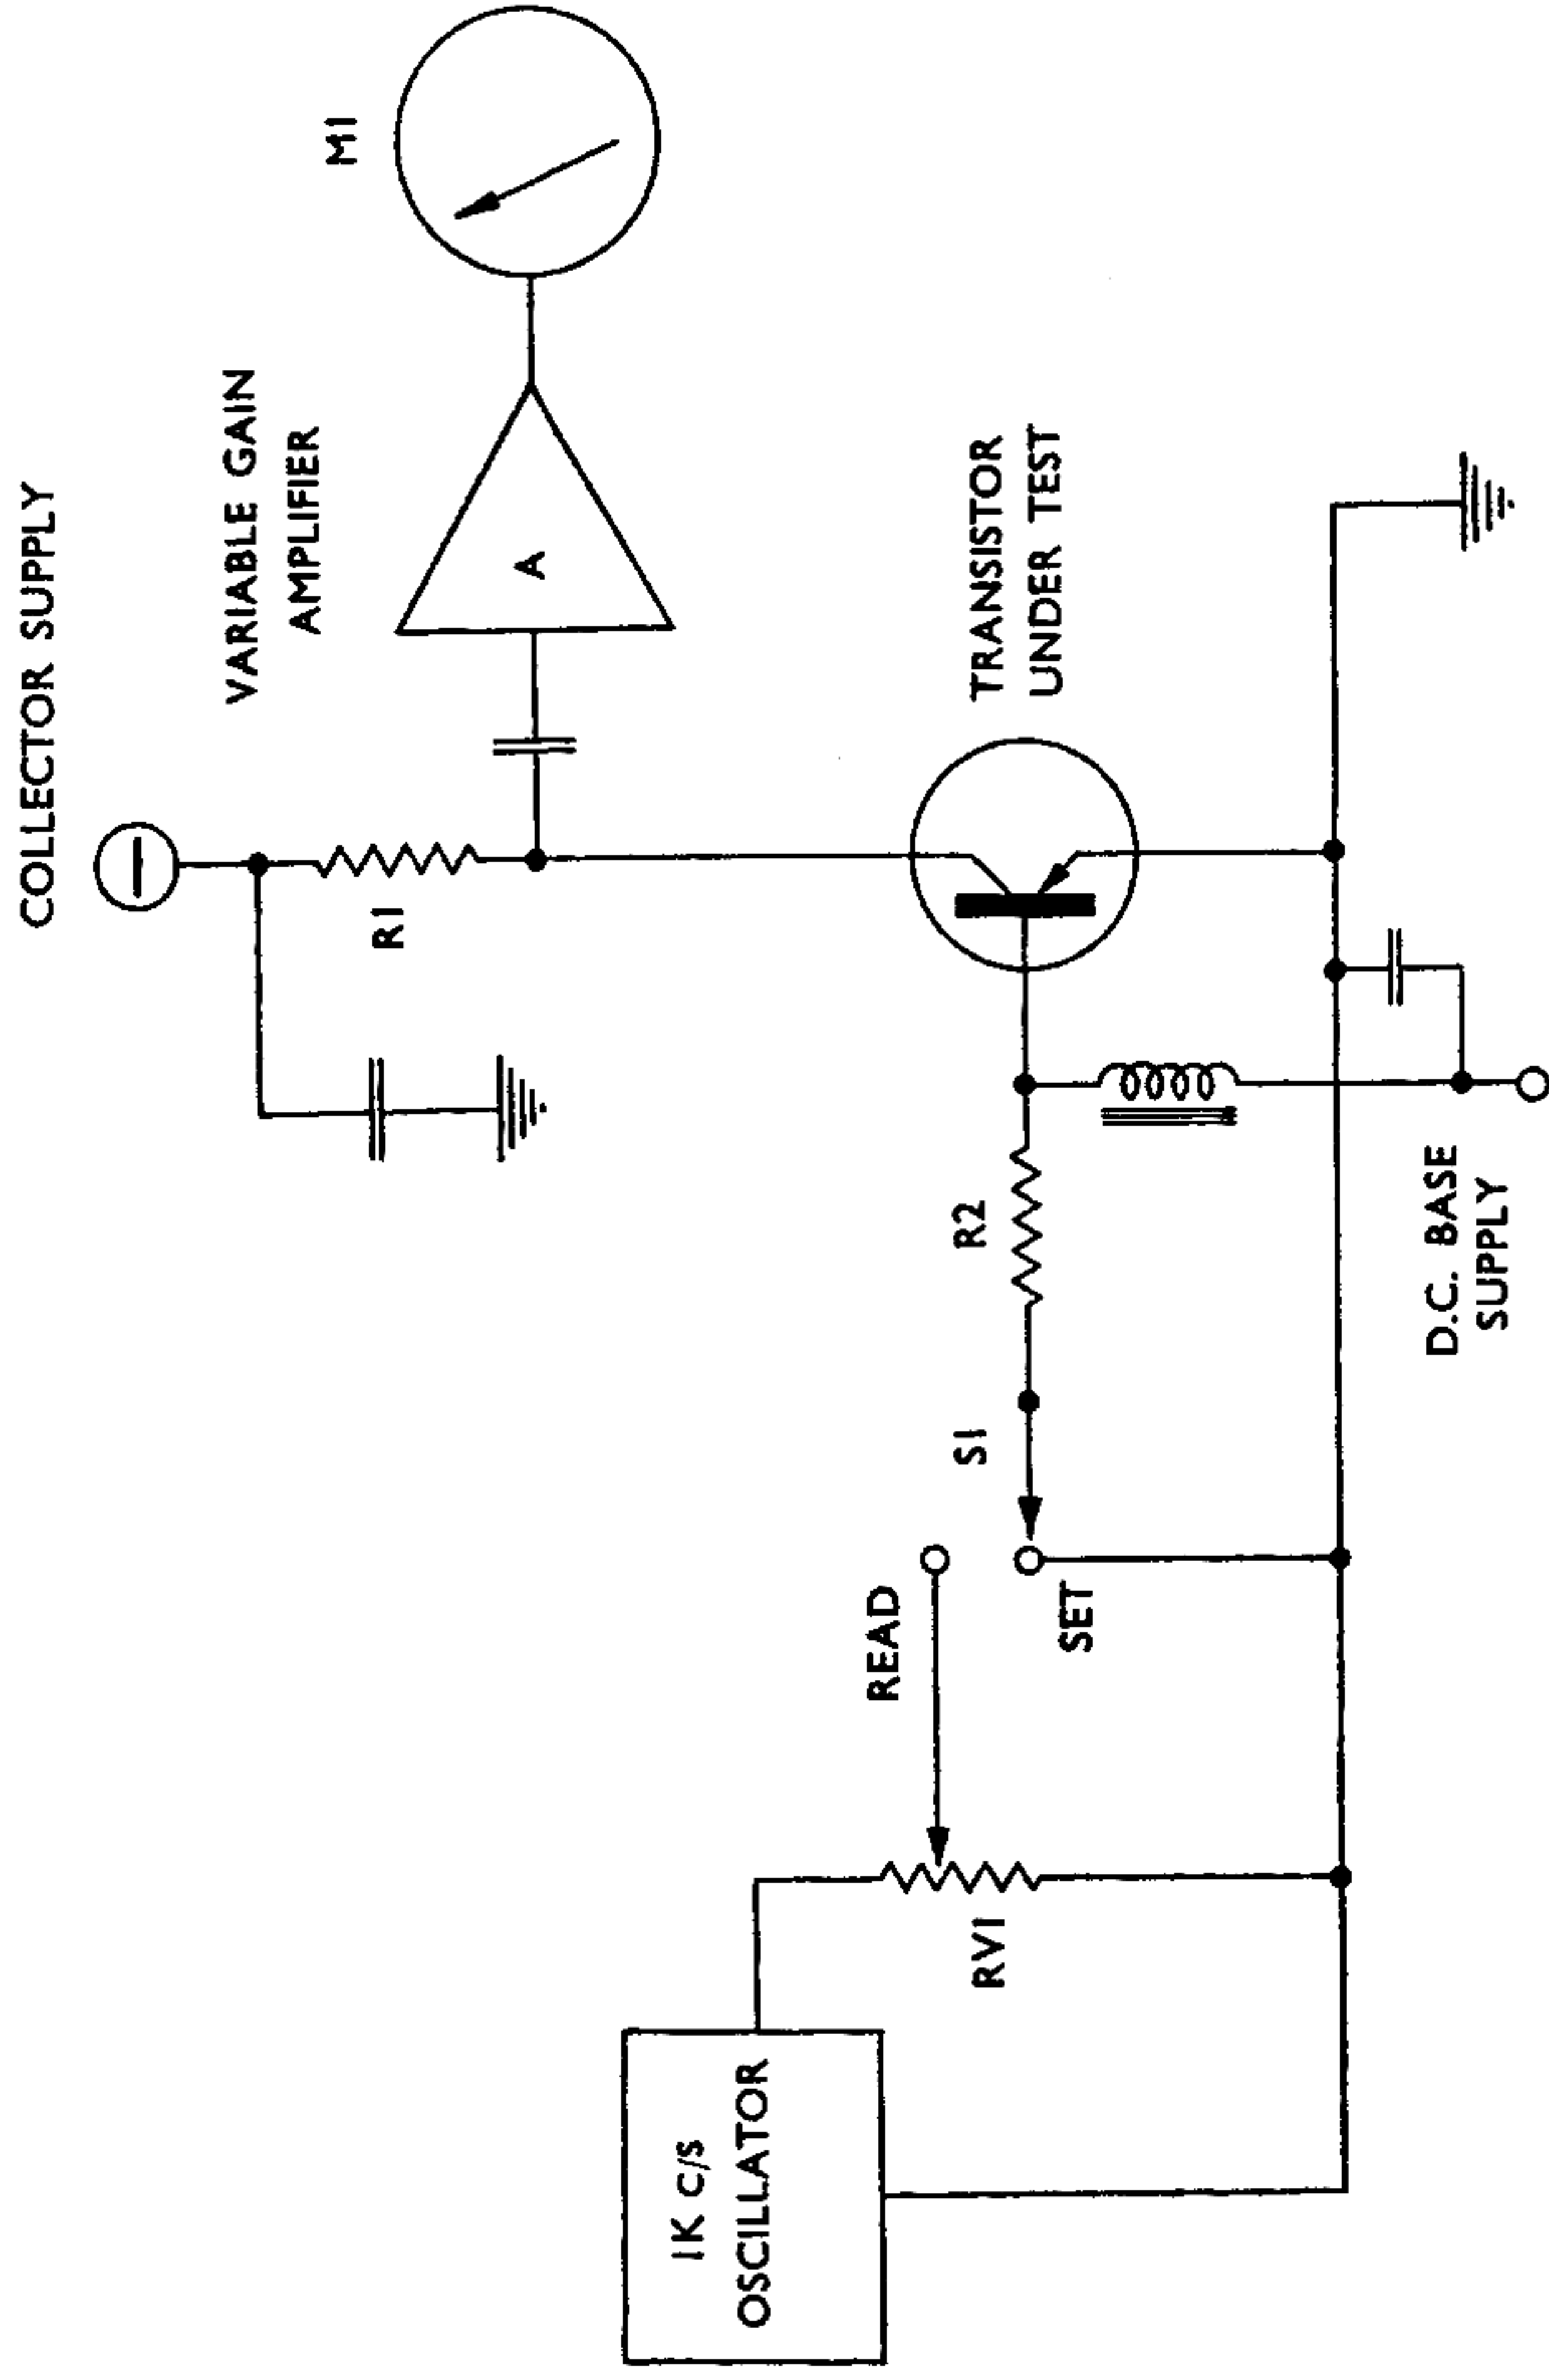 COLLECTOR SUPPLY
VARIABLE GAIN
AMPLIFIER
M1
A
R1
TRANSISTOR
UNDER TEST
R2
S1
READ
SET
RV1
1K C/S
OSCILLATOR
D.C. BASE
SUPPLY